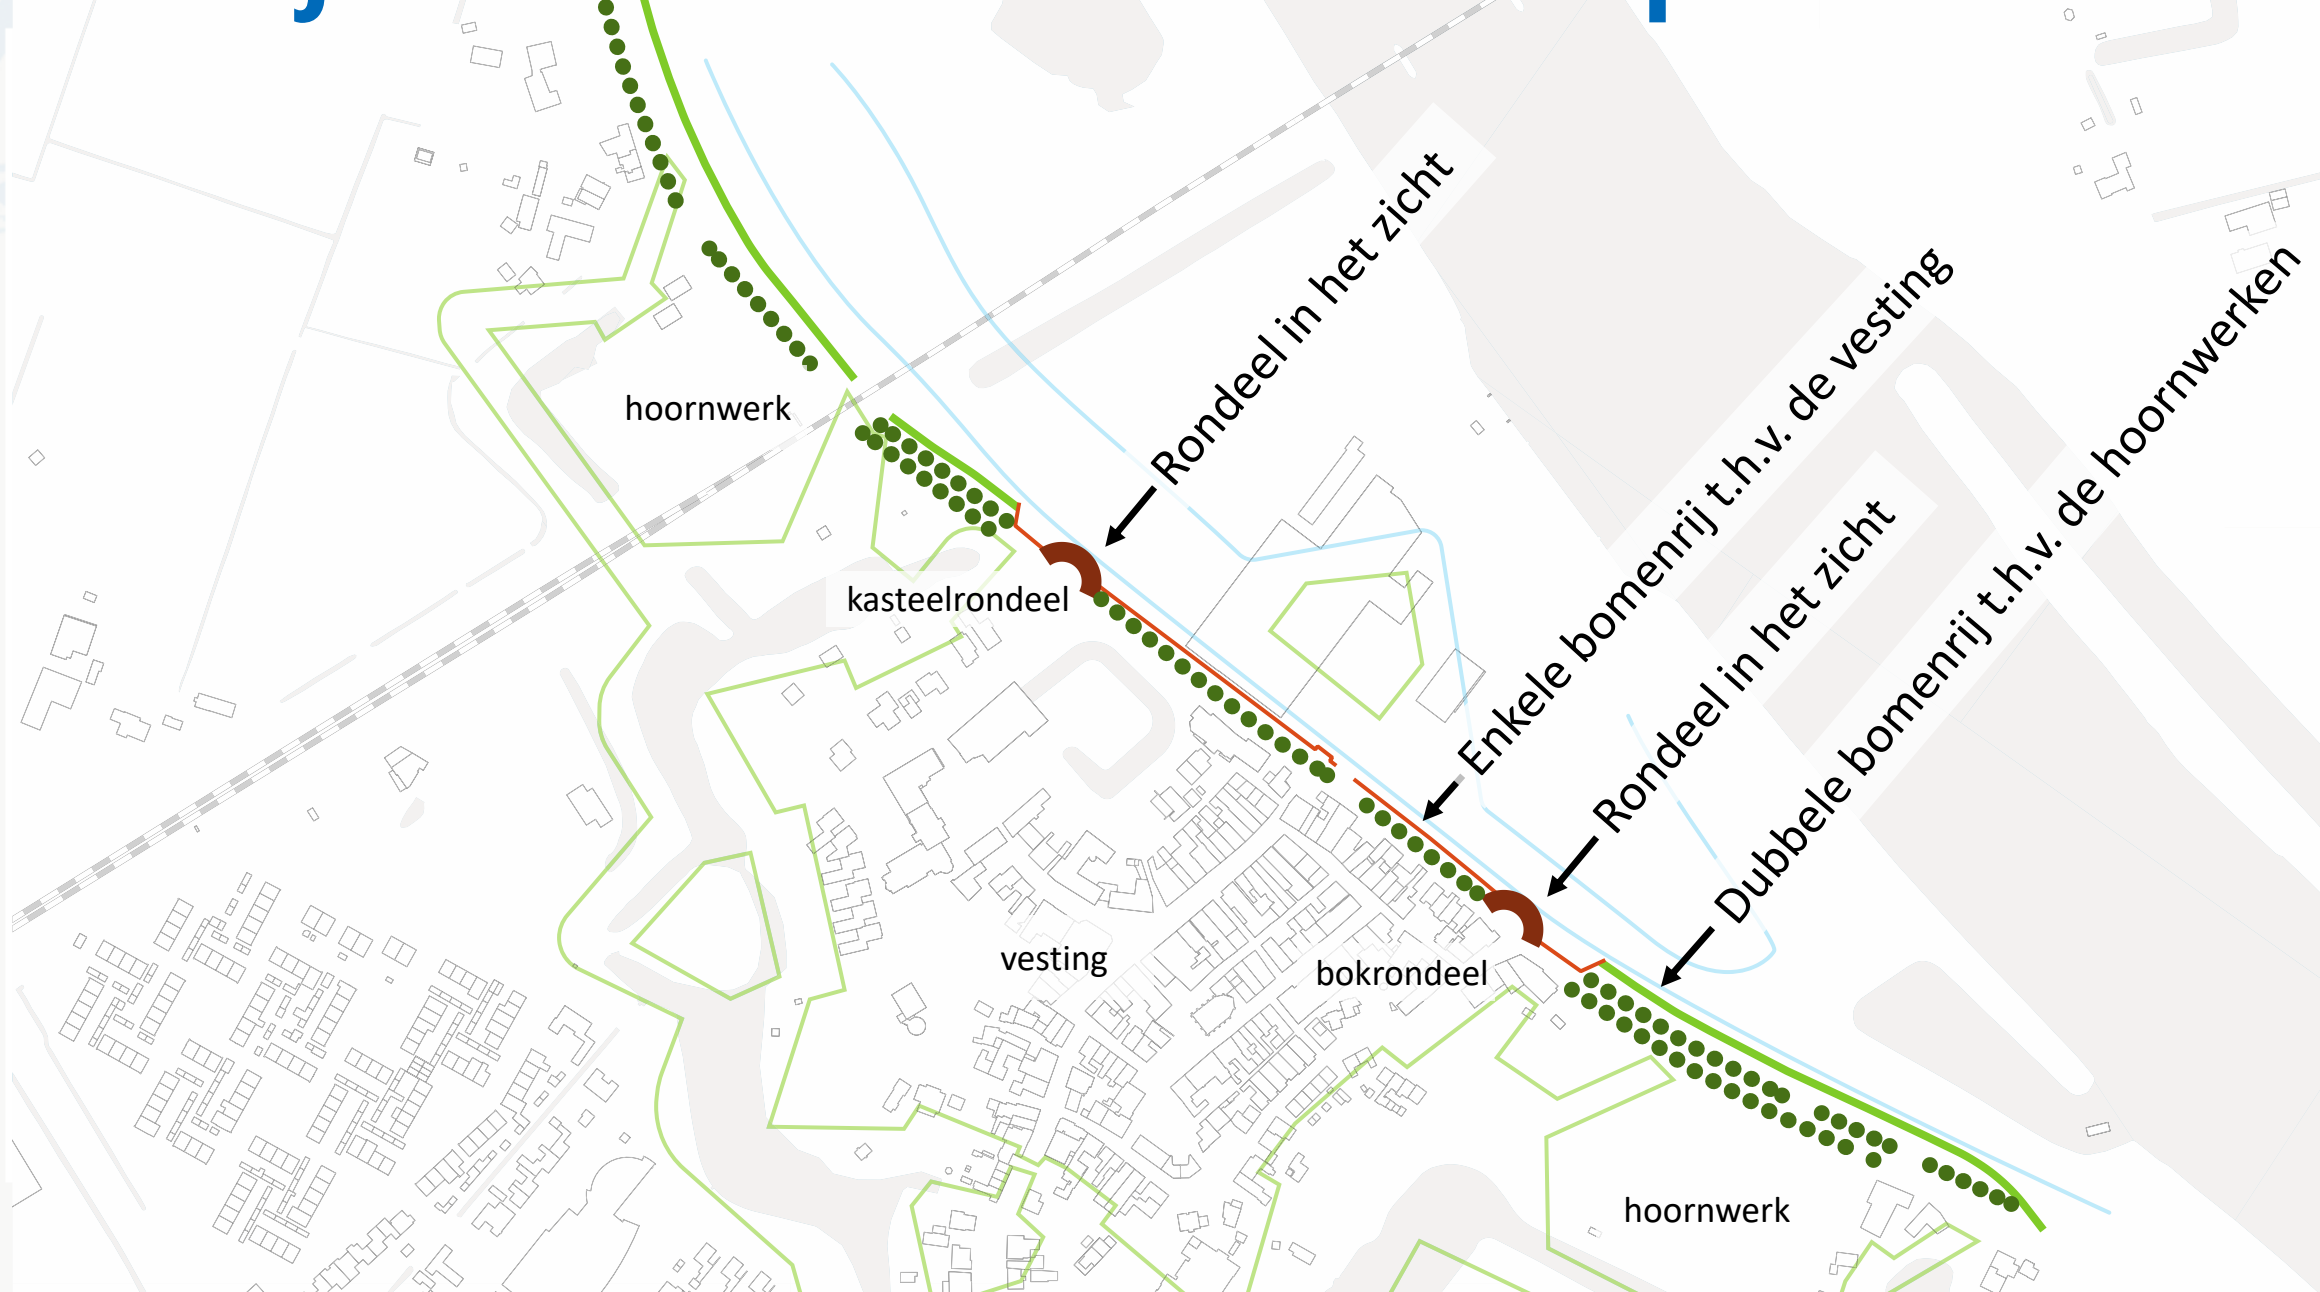 Rondeel in het zicht
Enkele bomenrij t.h.v. de vesting
Rondeel in het zicht
Dubbele bomenrij t.h.v. de hoornwerken
hoornwerk
kasteelrondeel
vesting
bokrondeel
hoornwerk